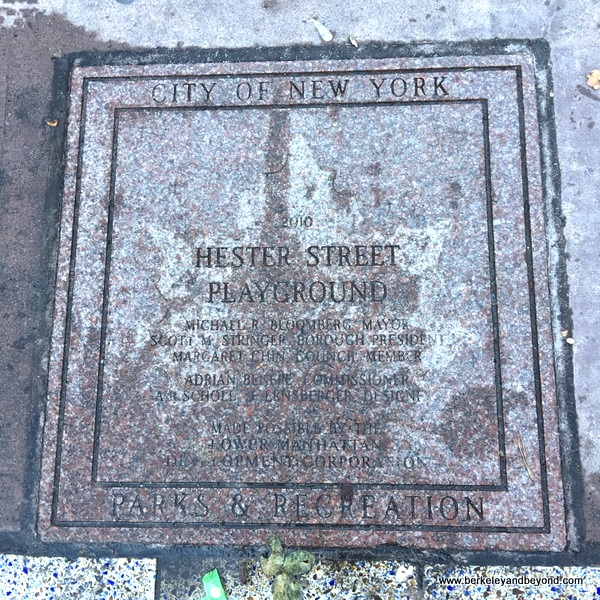 CITY OF NEW YORK
2010
HESTER STREET
PLAYGROUND
MICHAEL R. BLOOMBERG, MAYOR
SCOTT M. STRINGER, BOROUGH PRESIDENT
MARGARET CHIN, COUNCIL MEMBER
ADRIAN BENEPE, COMMISSIONER
MADE POSSIBLE BY THE
LOWER MANHATTAN
DEVELOPMENT CORPORATION
PARKS & RECREATION
www.berkeleyandbeyond.com